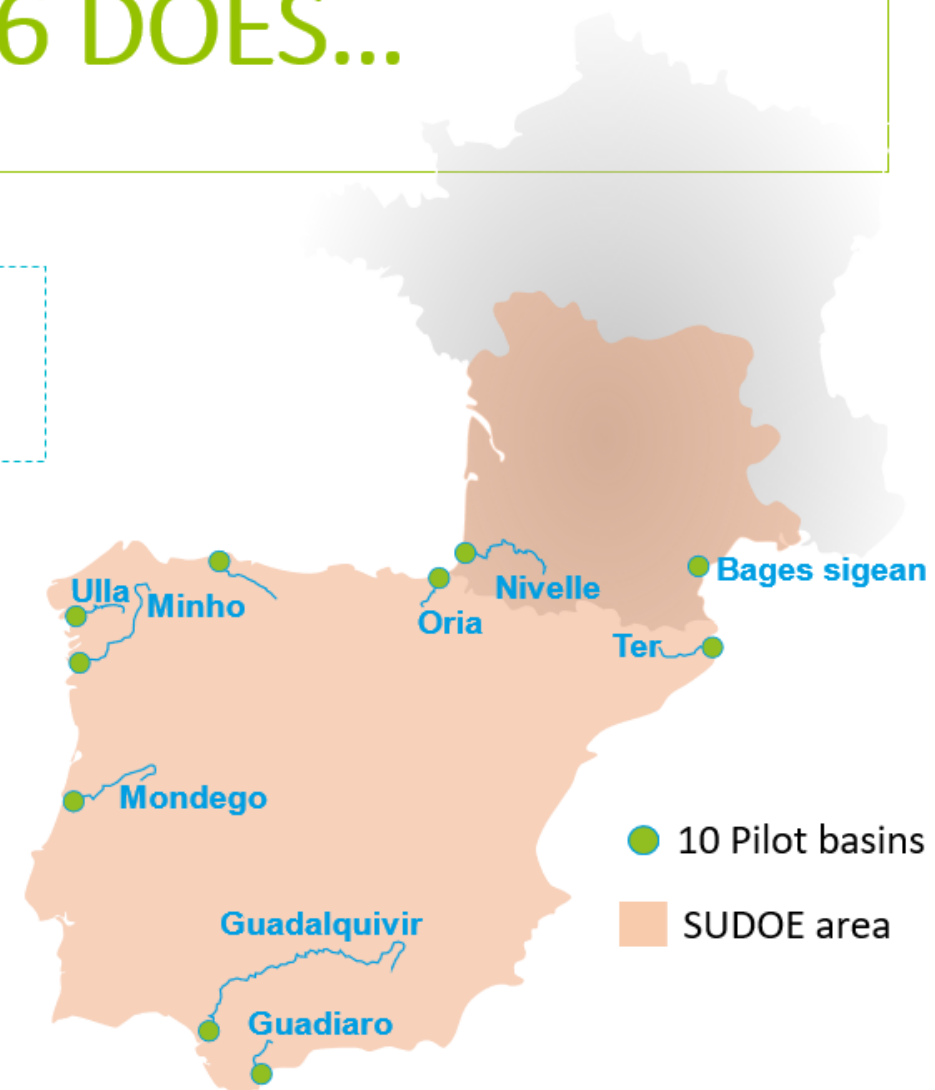 6 DOES...
Bages sigean
Nivelle
Ulla
Minho
Oria
Ter
Mondego
10 Pilot basins
Guadalquivir
SUDOE area
Guadiaro